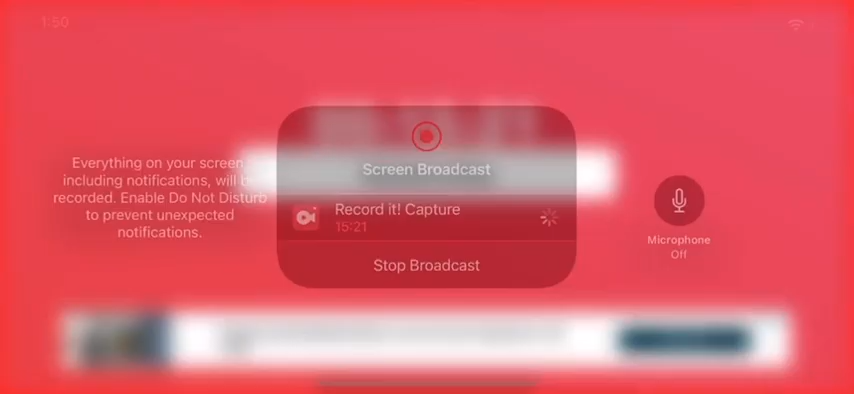 1:50
Everything on your screen,
including notifications, will be
recorded. Enable Do Not Disturb
to prevent unexpected
notifications.
Screen Broadcast
Record it! Capture
15:21
Stop Broadcast
Microphone
Off